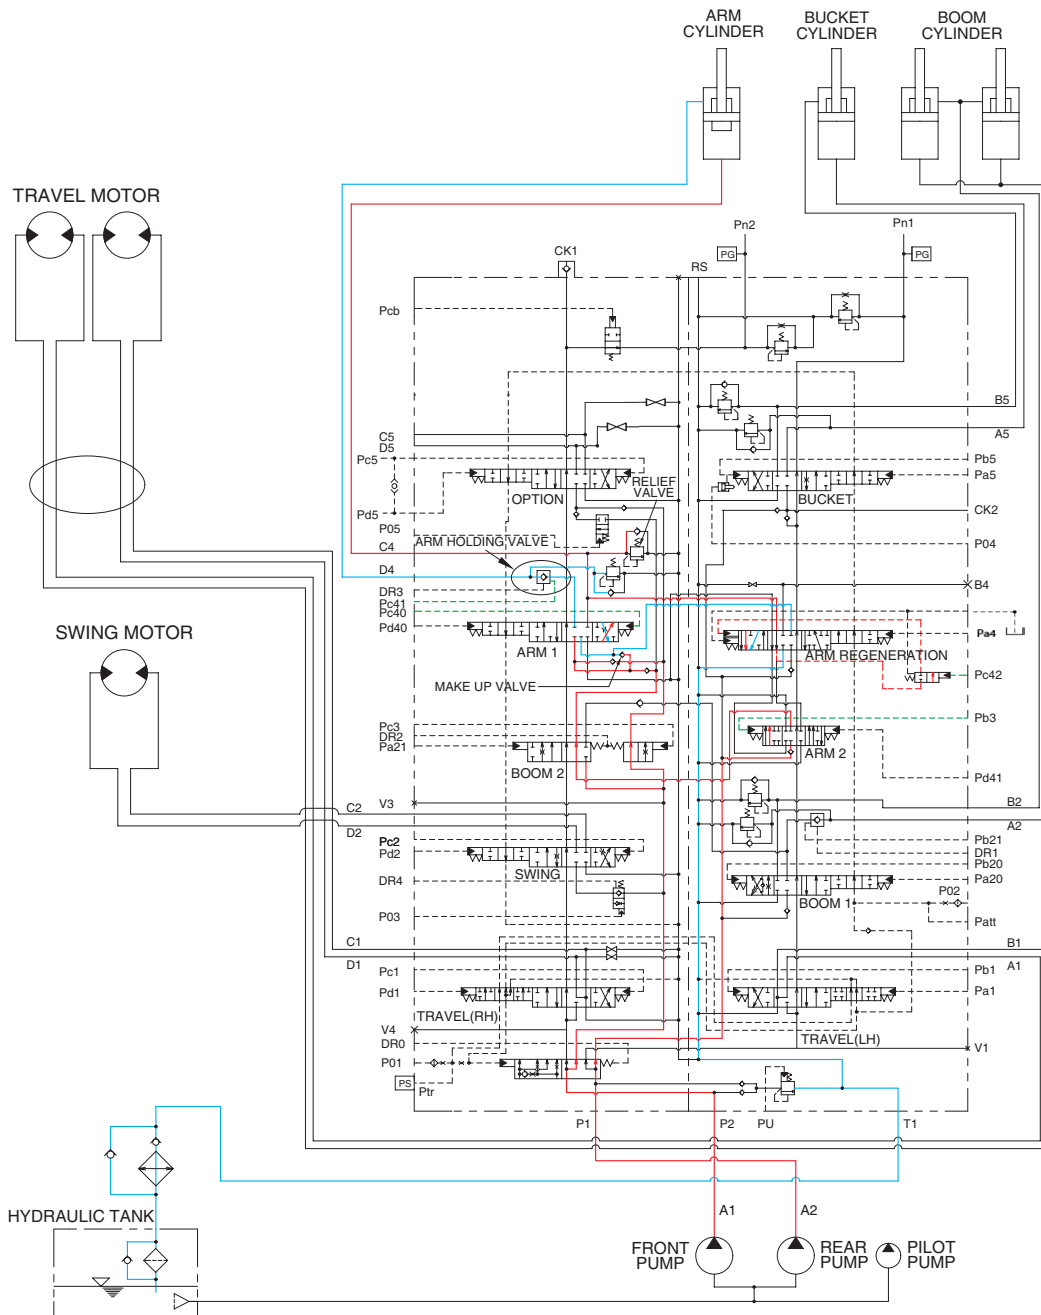 ARM
CYLINDER
BUCKET
CYLINDER
BOOM
CYLINDER
TRAVEL MOTOR
Pn2
Pn1
PG
PG
CK1
RS
Pcb
C5
D5
Pc5
Pd5
P05
C4
D4
DR3
Pc41
Pc40
Pd40
OPTION
RELIEF
VALVE
ARM HOLDING VALVE
ARM 1
MAKE UP VALVE
B5
A5
Pb5
Pa5
BUCKET
CK2
P04
B4
Pa4
ARM REGENERATION
Pc42
Pb3
ARM 2
Pd41
SWING MOTOR
Pc3
DR2
Pa21
BOOM 2
C2
V3
D2
Pc2
Pd2
SWING
DR4
P03
B2
A2
Pb21
DR1
Pb20
Pa20
BOOM 1
P02
Patt
C1
D1
Pc1
Pd1
TRAVEL(RH)
V4
DR0
P01
PS
Ptr
B1
A1
Pb1
Pa1
TRAVEL(LH)
V1
P1
P2
PU
T1
HYDRAULIC TANK
A1
A2
FRONT
PUMP
REAR
PUMP
PILOT
PUMP